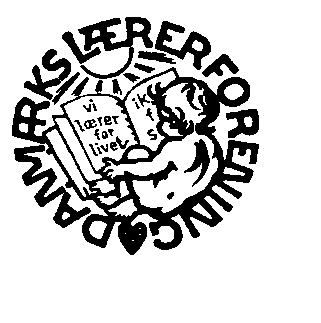 DANMARKS LÆRERFORENING
vi
lærer
for
livet
ik
f
s